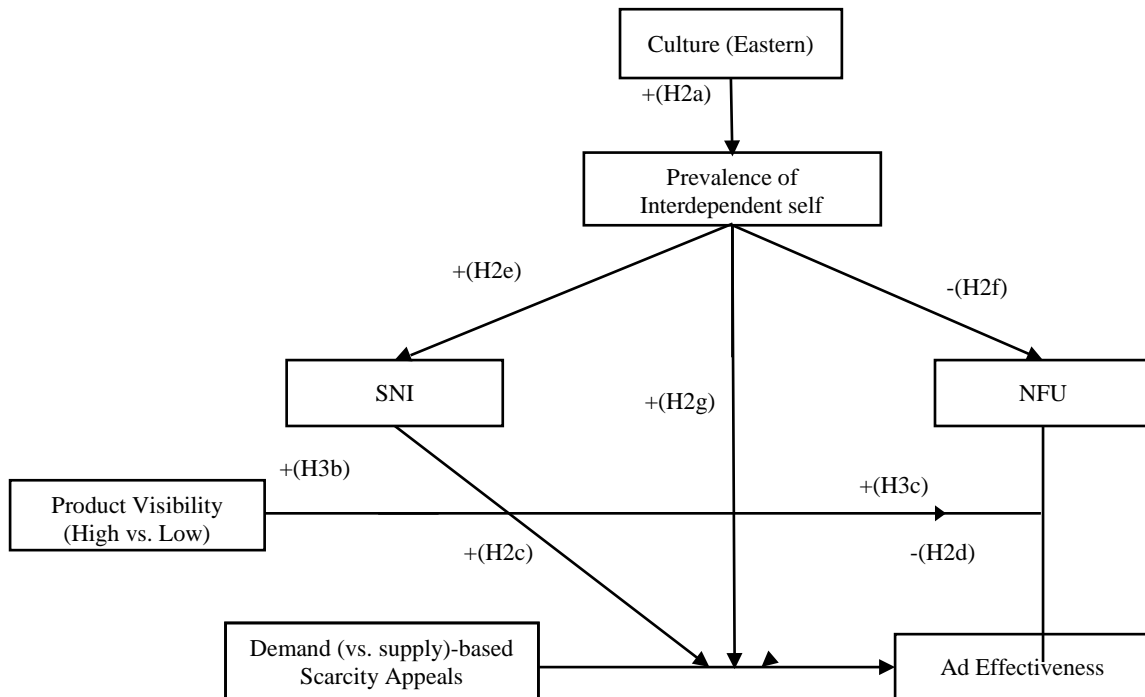 Culture (Eastern)
+(H2a)
Prevalence of
Interdependent self
+(H2e)
-(H2f)
SNI
+(H2g)
NFU
+(H3b)
+(H3c)
Product Visibility
(High vs. Low)
+(H2c)
-(H2d)
Demand (vs. supply)-based
Scarcity Appeals
Ad Effectiveness